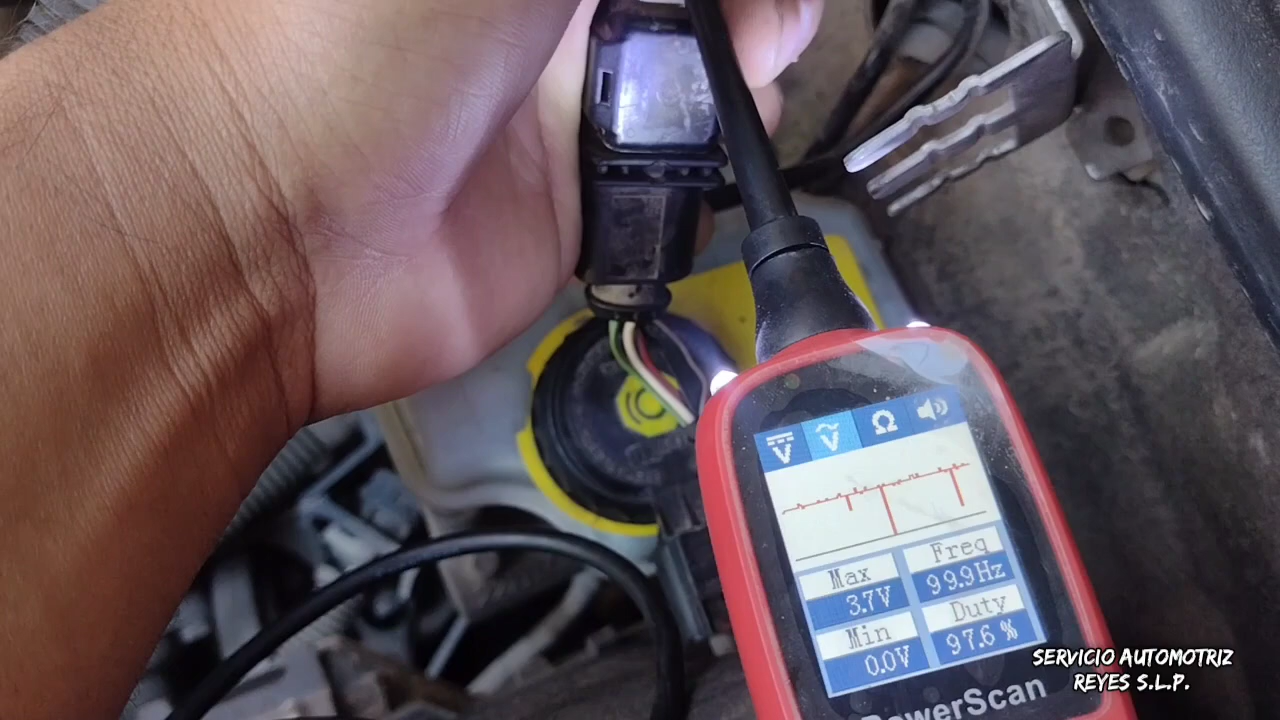 V V Ω
Max
3.7V
Freq
99.9Hz
Min
0.0V
Duty
97.6 %
PowerScan
SERVICIO AUTOMOTRIZ
REYES S.L.P.